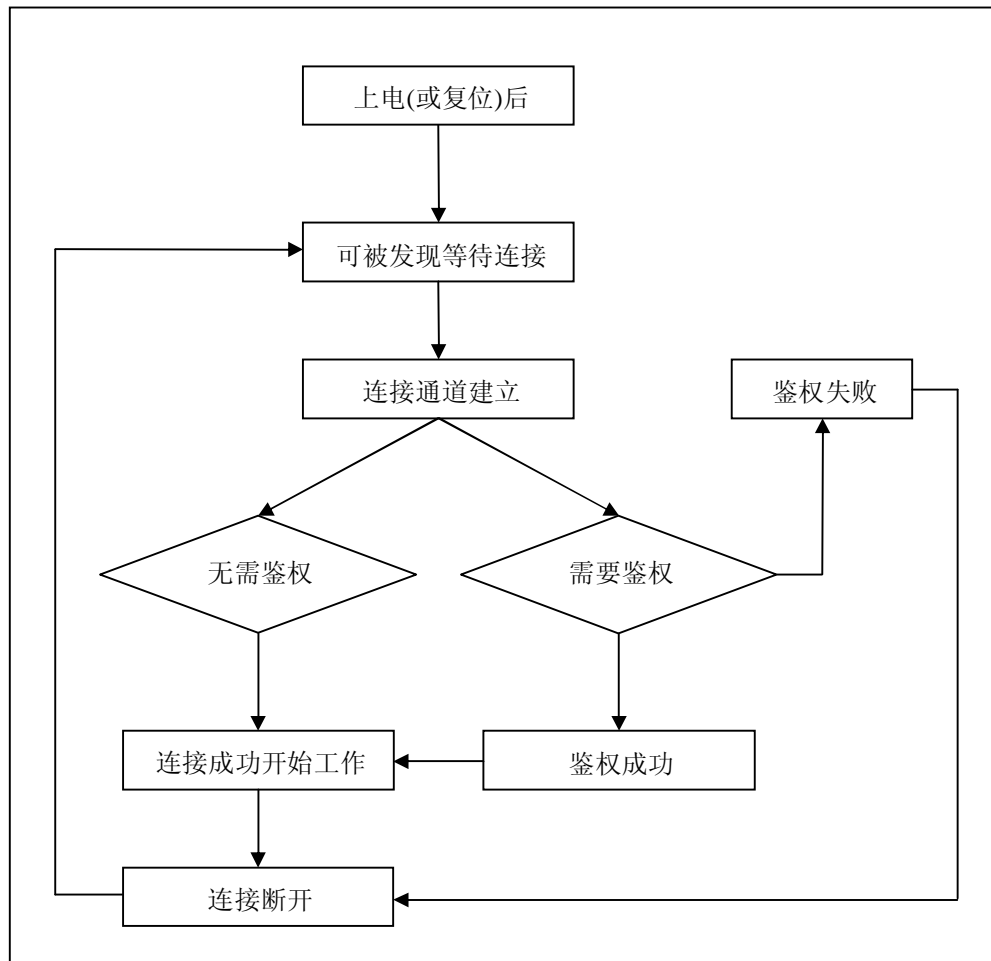 上电(或复位)后
可被发现等待连接
连接通道建立
鉴权失败
无需鉴权
需要鉴权
连接成功开始工作
鉴权成功
连接断开